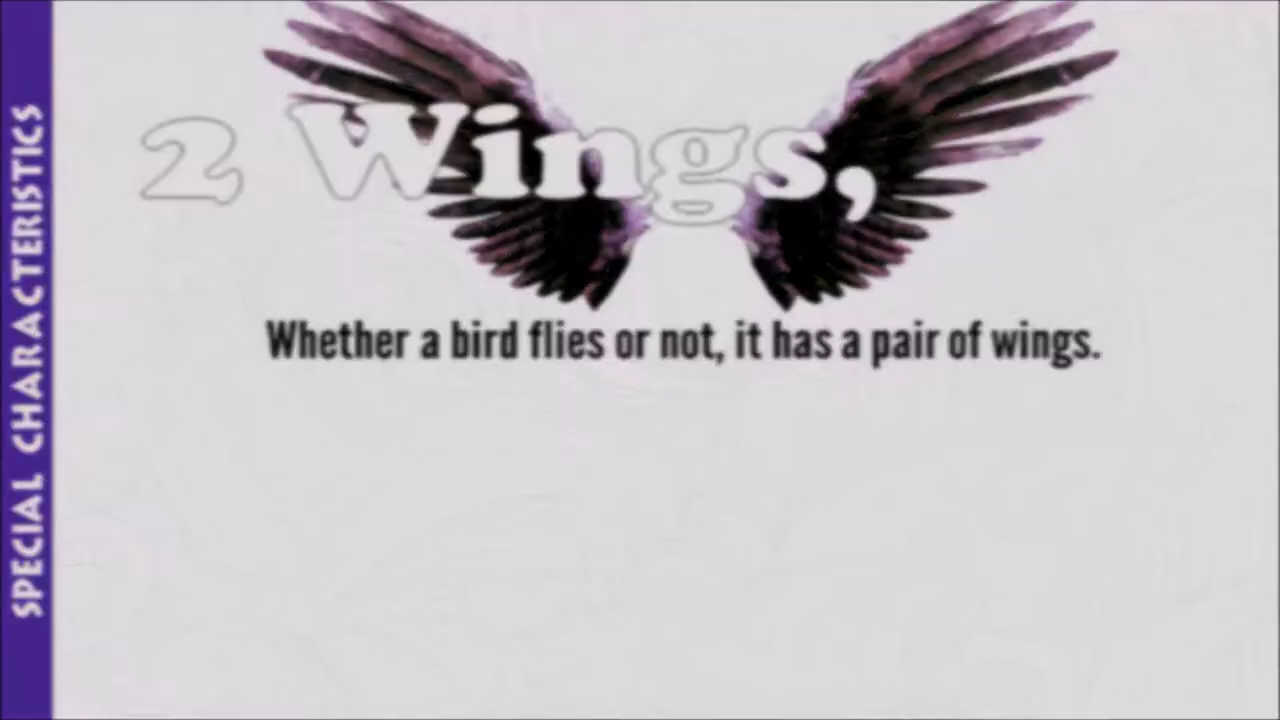 SPECIAL CHARACTERISTICS
2 Wings,
Whether a bird flies or not, it has a pair of wings.